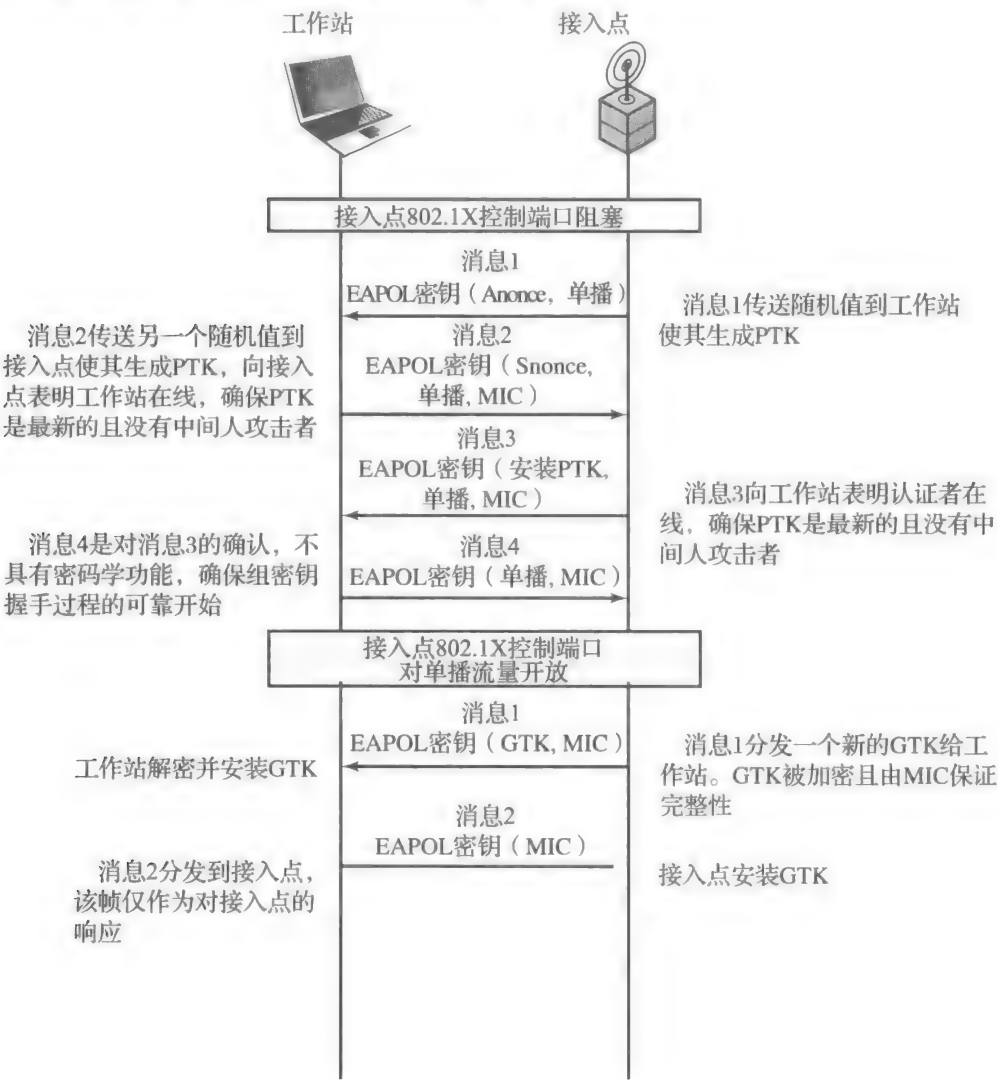 工作站
接入点
接入点802.1X控制端口阻塞
消息1
EAPOL密钥（Anonce，单播）
消息1传送随机值到工作站
使其生成PTK
消息2传送另一个随机值到
接入点使其生成PTK，向接入
点表明工作站在线，确保PTK
是最新的且没有中间人攻击者
消息2
EAPOL密钥（Snonce,
单播, MIC）
消息3
EAPOL密钥（安装PTK,
单播, MIC）
消息3向工作站表明认证者在
线，确保PTK是最新的且没有中
间人攻击者
消息4是对消息3的确认，不
具有密码学功能，确保组密钥
握手过程的可靠开始
消息4
EAPOL密钥（单播, MIC）
接入点802.1X控制端口
对单播流量开放
消息1
EAPOL密钥（GTK, MIC）
消息1分发一个新的GTK给工
作站。GTK被加密且由MIC保证
完整性
工作站解密并安装GTK
消息2
EAPOL密钥（MIC）
消息2分发到接入点，
该帧仅作为对接入点的
响应
接入点安装GTK